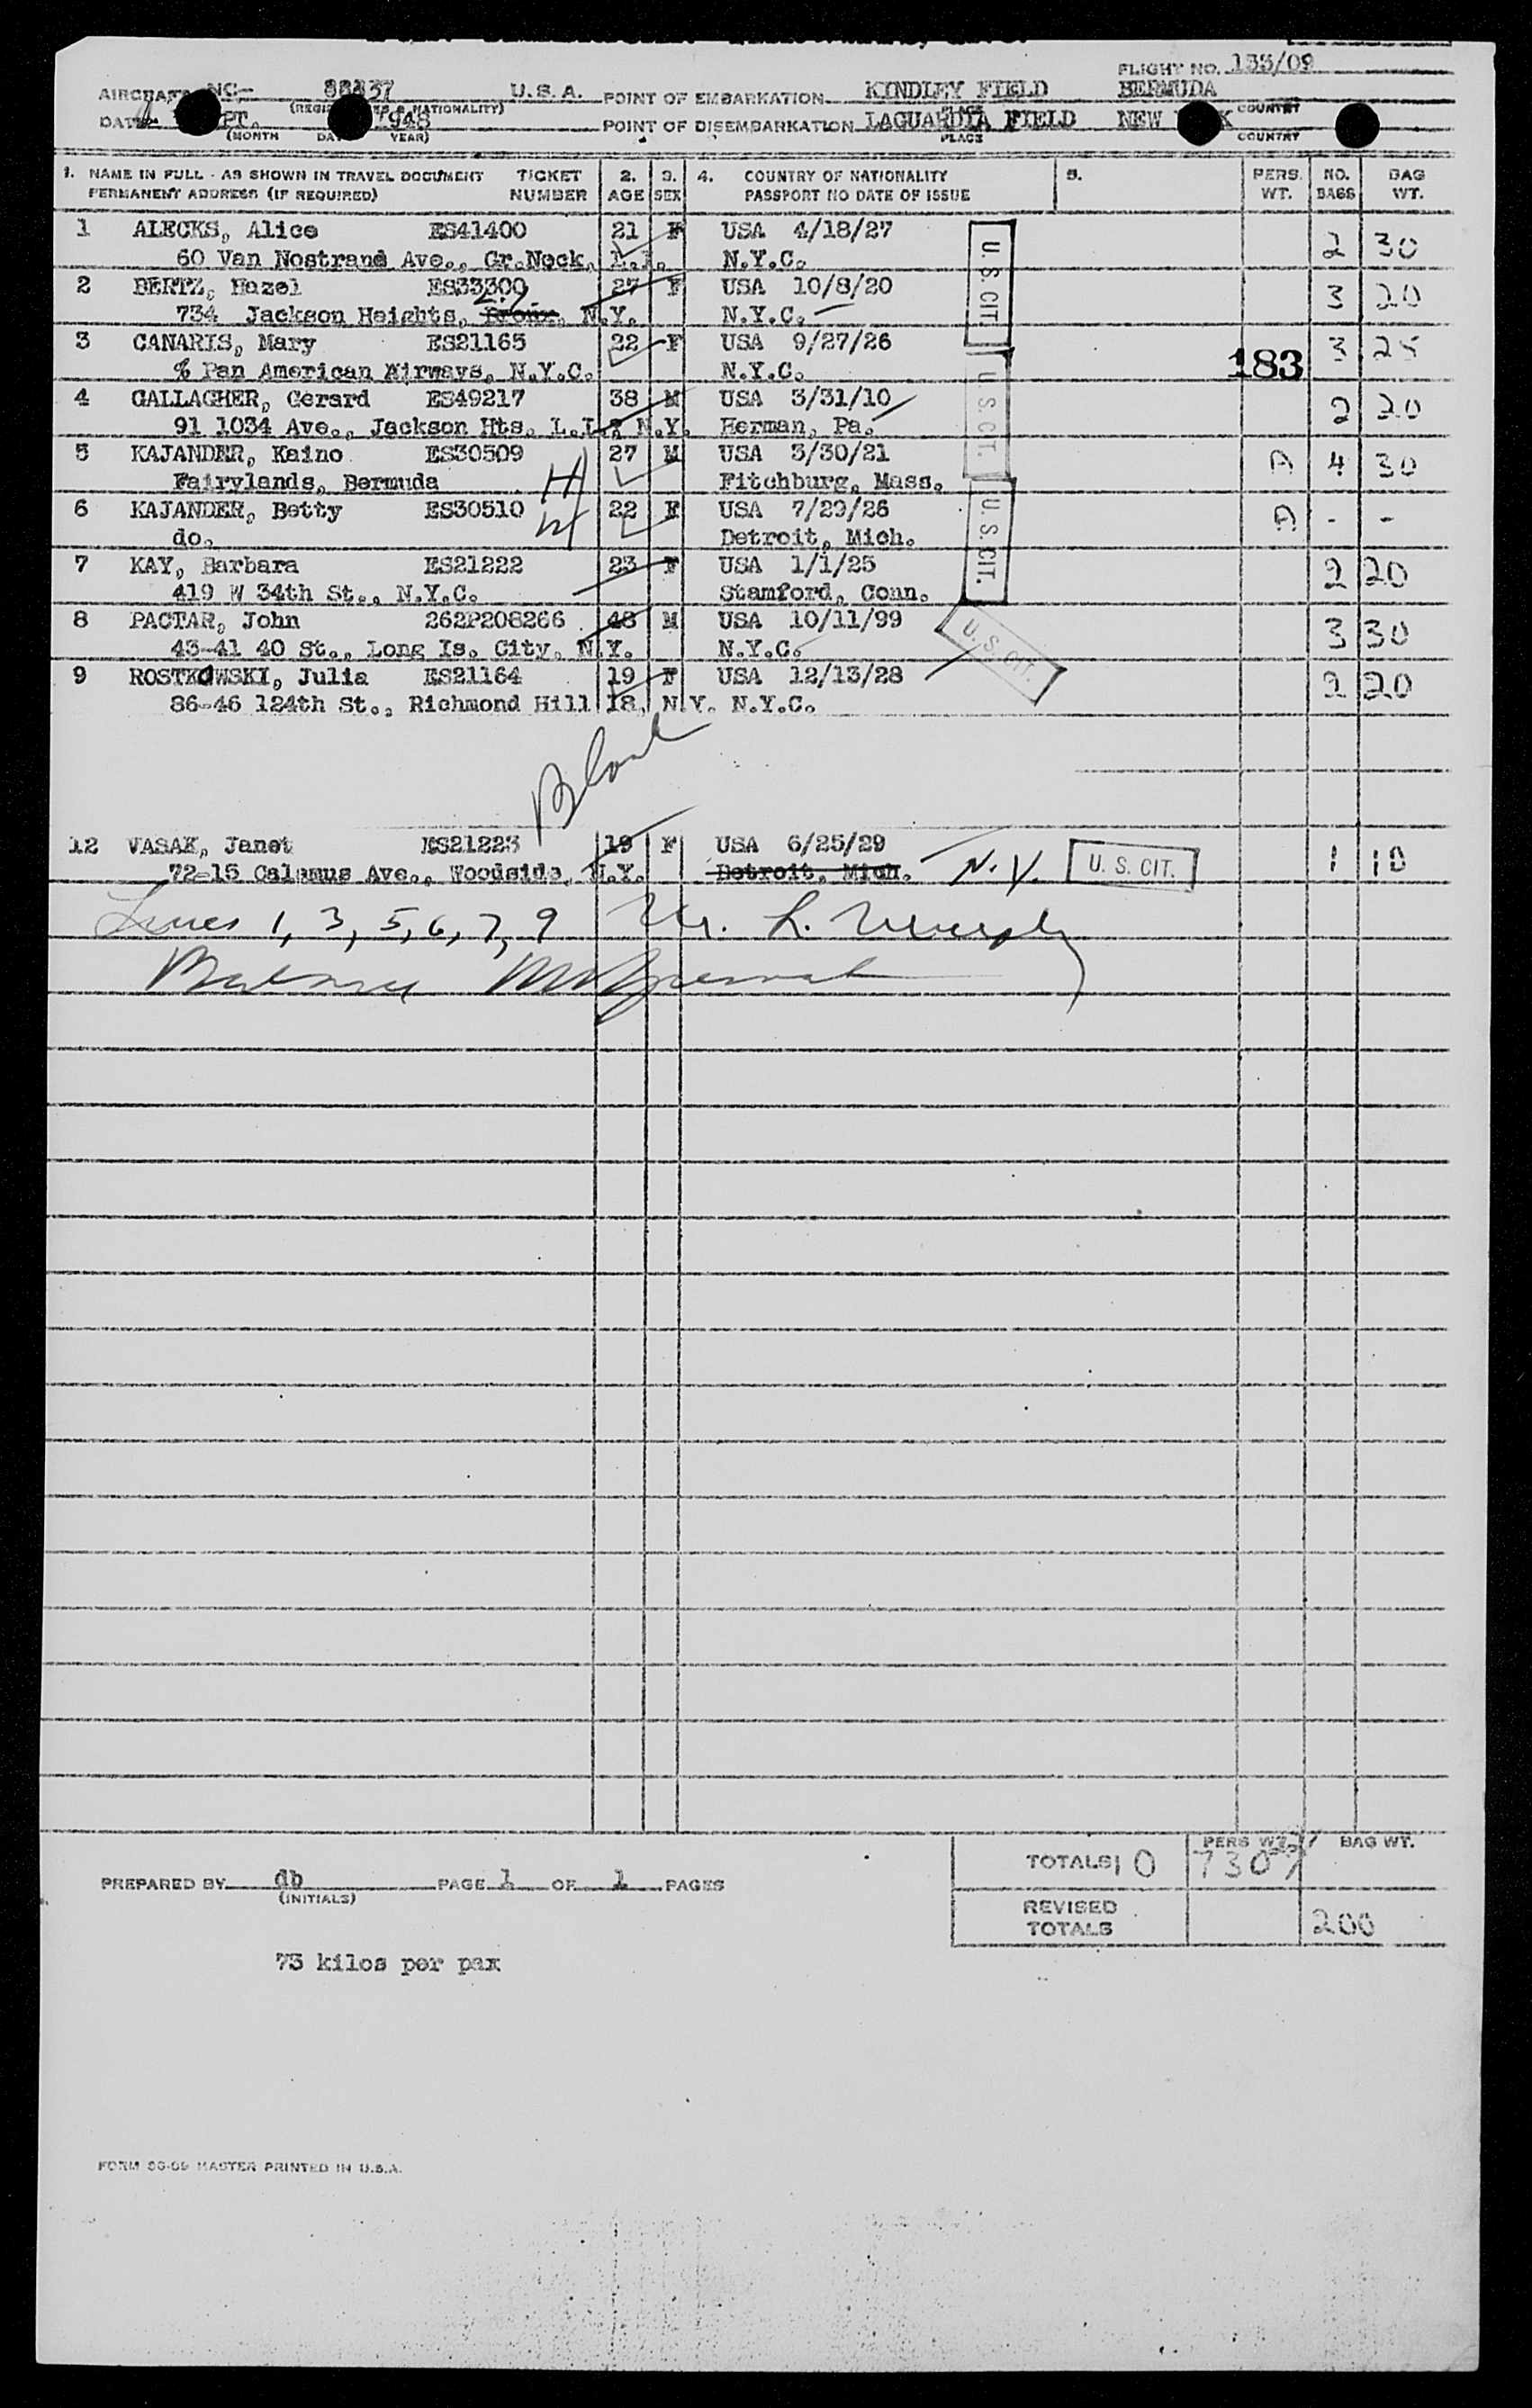 FLIGHT NO. 133/09
AIRCRAFT NC- 88837 U.S.A. POINT OF EMBARKATION KINDLEY FIELD BERMUDA
(NATIONALITY) PLACE COUNTRY
DATE PT. 1948 POINT OF DISEMBARKATION LAGUARDIA FIELD NEW K
(MONTH DAY YEAR) PLACE COUNTRY
1. NAME IN FULL - AS SHOWN IN TRAVEL DOCUMENT TICKET 2. 3. 4. COUNTRY OF NATIONALITY 5. PERS. NO. BAG
PERMANENT ADDRESS (IF REQUIRED) NUMBER AGE SEX PASSPORT NO DATE OF ISSUE WT. BAGS WT.
1 ALECKS, Alice ES41400 21 F USA 4/18/27 2 30
60 Van Nostrand Ave., Gr.Neck, L.I. N.Y.C. U. S. CIT.
2 BERTZ, Hazel ES33300 27 F USA 10/8/20 3 20
734 Jackson Heights, Bronx L.I. N.Y. N.Y.C.
3 CANARIS, Mary ES21165 22 F USA 9/27/26 3 25
% Pan American Airways, N.Y.C. N.Y.C. 183
4 GALLAGHER, Gerard ES49217 38 M USA 3/31/10 2 20
91 1034 Ave., Jackson Hts. L.I., N.Y. Herman, Pa. U. S. CIT.
5 KAJANDER, Kaino ES30509 27 M USA 3/30/21 A 4 30
Fairylands, Bermuda H Fitchburg, Mass.
6 KAJANDER, Betty ES30510 W 22 F USA 7/29/26 A - -
do. Detroit, Mich. U. S. CIT.
7 KAY, Barbara ES21222 23 F USA 1/1/25 2 20
419 W 34th St., N.Y.C. Stamford, Conn.
8 PACTAR, John 262P208266 48 M USA 10/11/99 3 30
43-41 40 St., Long Is. City, N.Y. N.Y.C. U. S. CIT.
9 ROSTKOWSKI, Julia ES21164 19 F USA 12/13/28 2 20
86-46 124th St., Richmond Hill 18, N.Y. N.Y.C.
Blank
12 VASAK, Janet ES21223 19 F USA 6/25/29 1 10
72-15 Calamus Ave., Woodside, N.Y. Detroit, Mich. N.Y. U. S. CIT.
Lines 1, 3, 5, 6, 7, 9 L. Murphy
Balance
PREPARED BY db PAGE 1 OF 1 PAGES
(INITIALS)
TOTALS 10 PERS WT. 730 BAG WT.
REVISED
TOTALS 200
73 kilos per pax
MASTER PRINTED IN U.S.A.